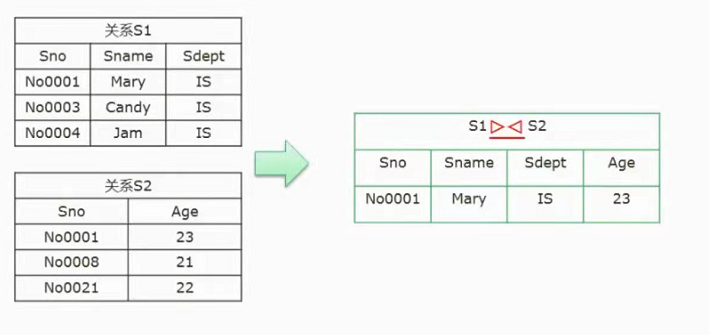 关系S1
Sno Sname Sdept
No0001 Mary IS
No0003 Candy IS
No0004 Jam IS
关系S2
Sno Age
No0001 23
No0008 21
No0021 22
S1▷◁S2
Sno Sname Sdept Age
No0001 Mary IS 23